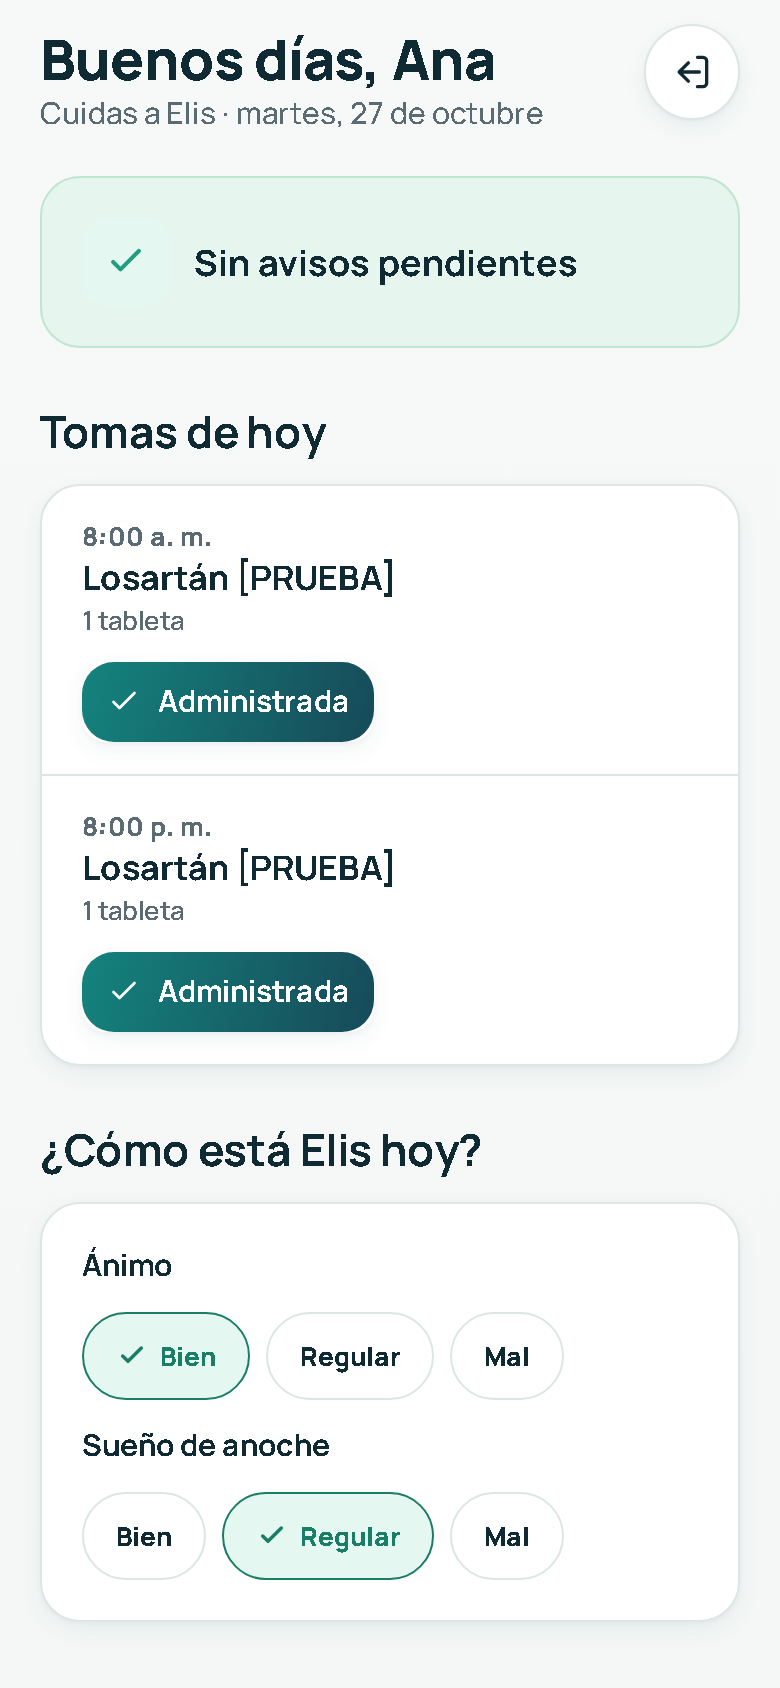 Buenos días, Ana
Cuidas a Elis · martes, 27 de octubre
Sin avisos pendientes
Tomas de hoy
8:00 a. m.
Losartán [PRUEBA]
1 tableta
Administrada
8:00 p. m.
Losartán [PRUEBA]
1 tableta
Administrada
¿Cómo está Elis hoy?
Ánimo
Bien Regular Mal
Sueño de anoche
Bien Regular Mal